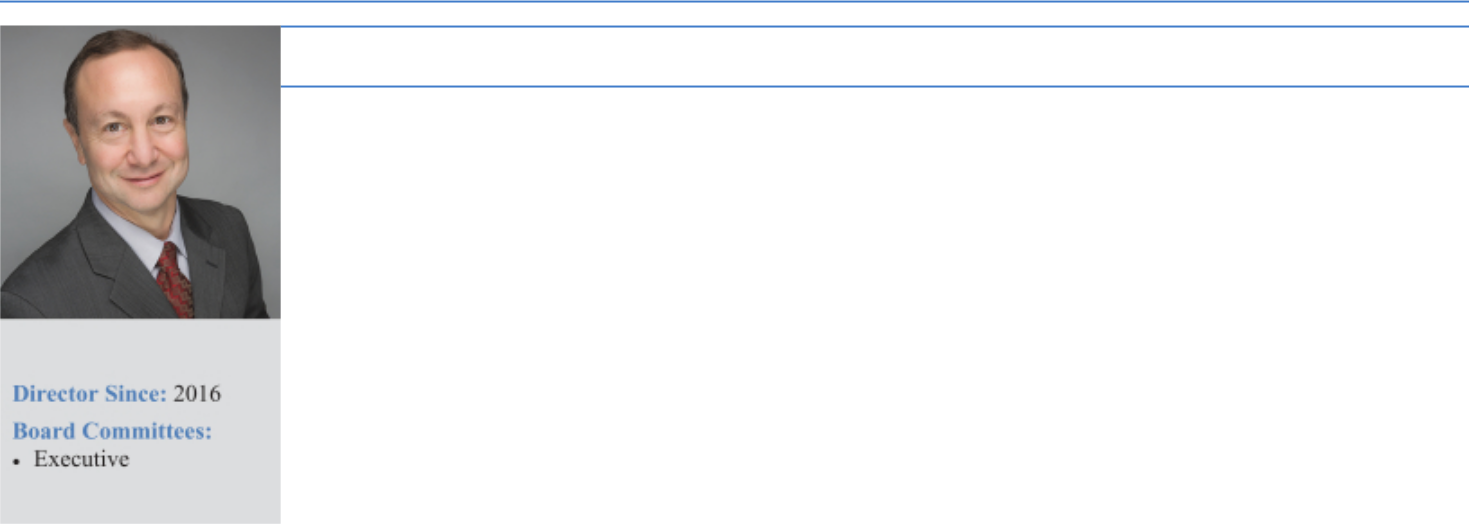 Director Since: 2016
Board Committees:
• Executive